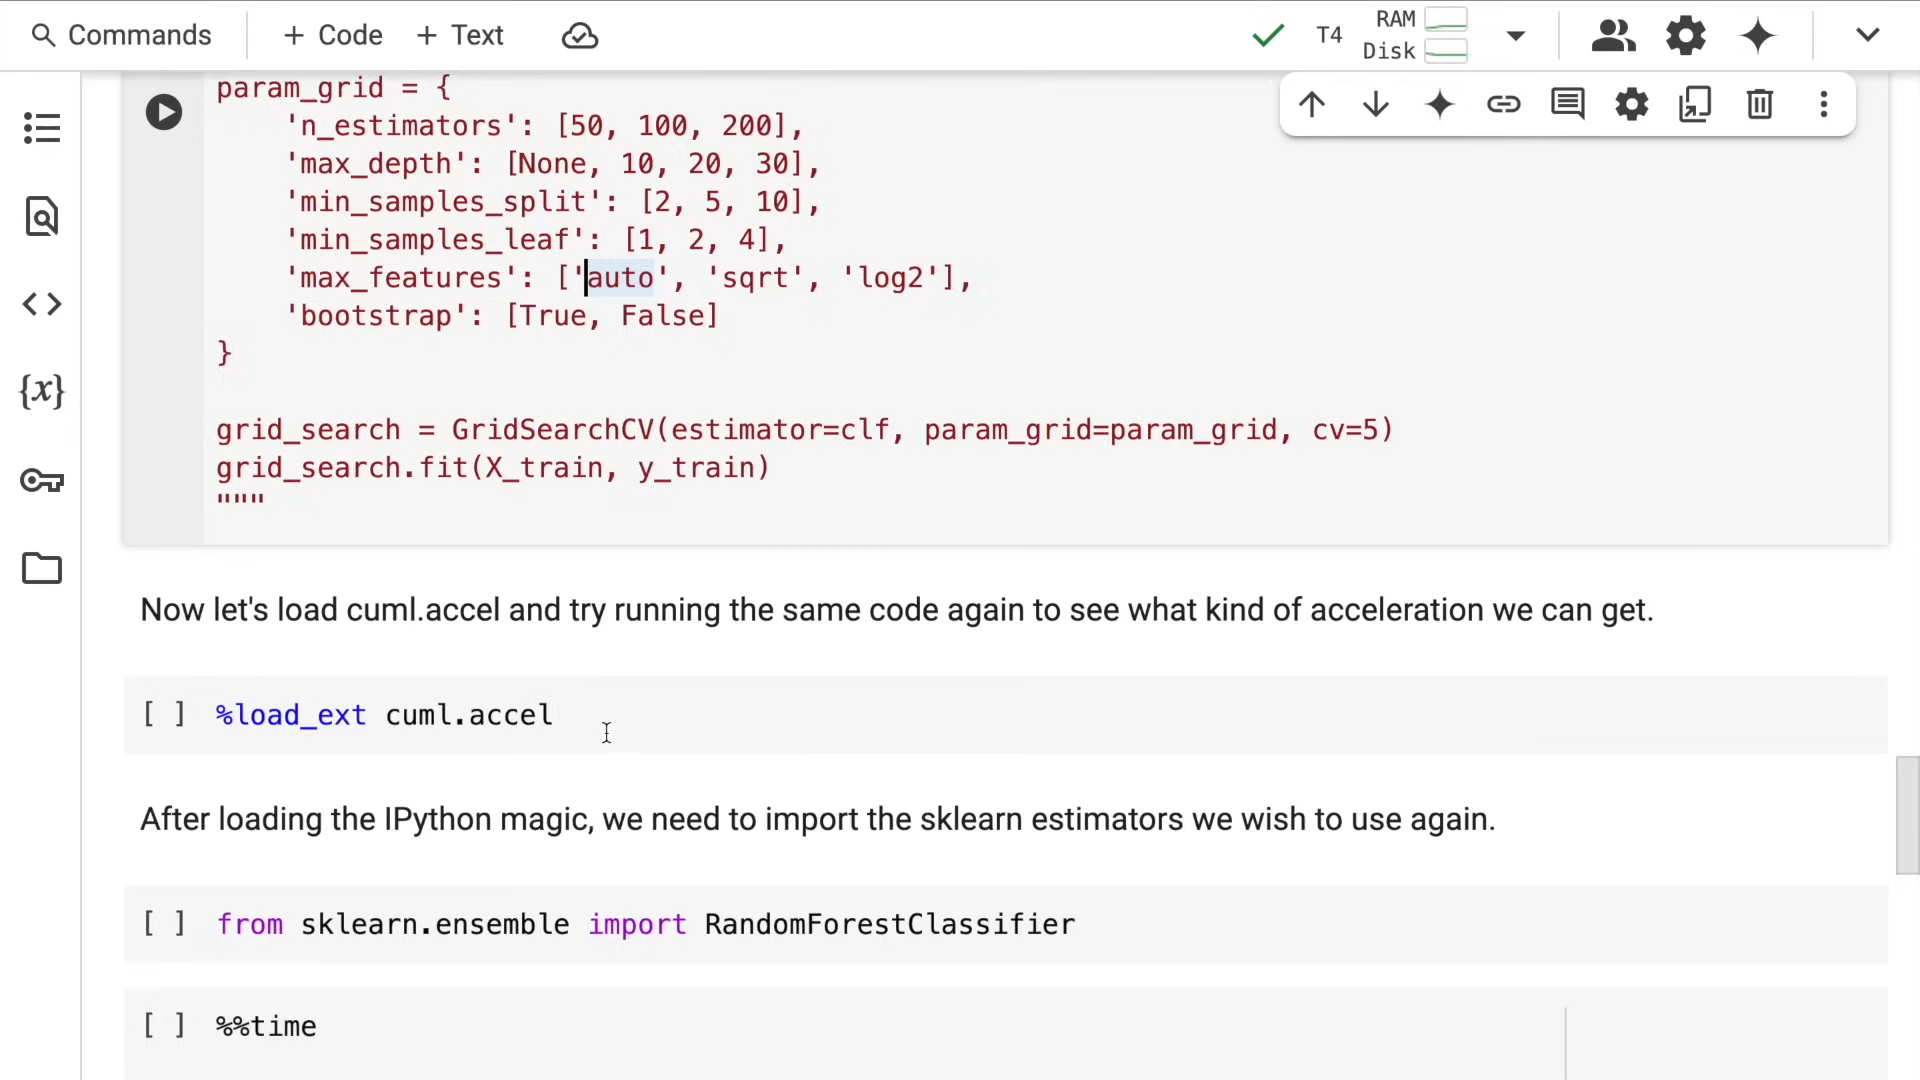 Commands
+ Code
+ Text
T4
RAM
Disk
param_grid = {
'n_estimators': [50, 100, 200],
'max_depth': [None, 10, 20, 30],
'min_samples_split': [2, 5, 10],
'min_samples_leaf': [1, 2, 4],
'max_features': ['auto', 'sqrt', 'log2'],
'bootstrap': [True, False]
}
grid_search = GridSearchCV(estimator=clf, param_grid=param_grid, cv=5)
grid_search.fit(X_train, y_train)
"""
Now let's load cuml.accel and try running the same code again to see what kind of acceleration we can get.
[ ] %load_ext cuml.accel
After loading the IPython magic, we need to import the sklearn estimators we wish to use again.
[ ] from sklearn.ensemble import RandomForestClassifier
[ ] %%time
{x}